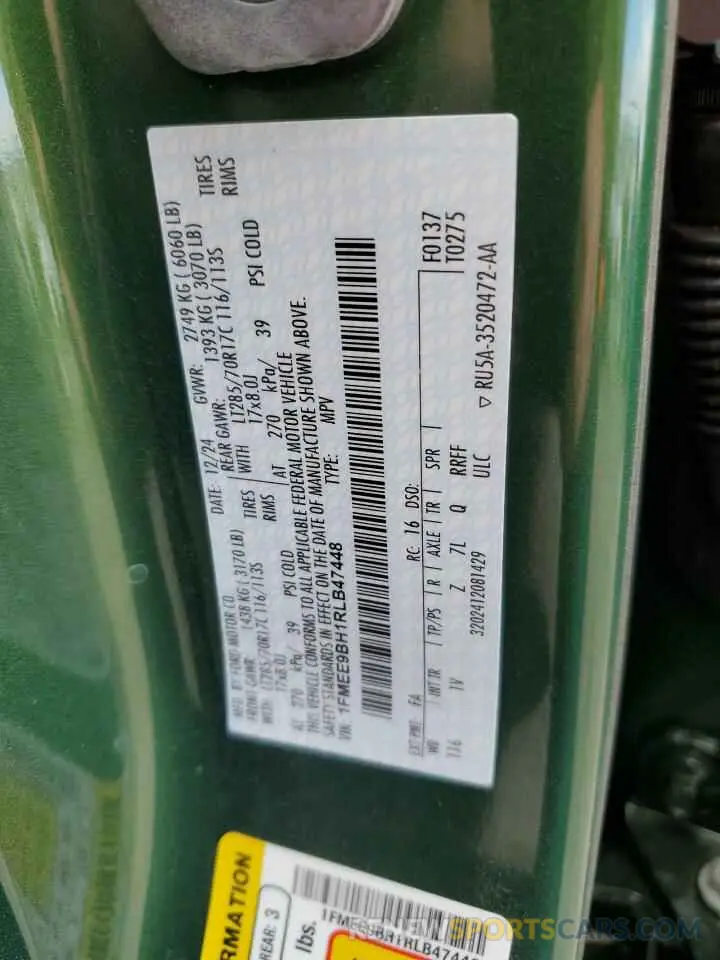 MFD. BY FORD MOTOR CO. DATE: 12/24 GVWR: 2749 KG ( 6060 LB)
FRONT GAWR: 1438 KG ( 3170 LB) REAR GAWR: 1393 KG ( 3070 LB)
WITH LT285/70R17C 116/113S TIRES WITH LT285/70R17C 116/113S TIRES
17x8.0J RIMS 17x8.0J RIMS
AT 270 kPa/ 39 PSI COLD AT 270 kPa/ 39 PSI COLD
THIS VEHICLE CONFORMS TO ALL APPLICABLE FEDERAL MOTOR VEHICLE
SAFETY STANDARDS IN EFFECT ON THE DATE OF MANUFACTURE SHOWN ABOVE.
VIN: 1FMEE9BH1RLB47448 TYPE: MPV
EXT PNT: FA RC: 16 DSO: F0137
WB INT TR TP/PS R AXLE TR SPR T0275
116 1V Z 7L Q RRFF
3202412081429 ULC
▽ RU5A-3520472-AA
RMATION
REAR: 3
lbs.
1FMEE9BH1RLB47448
NEWSPORTSCARS.COM